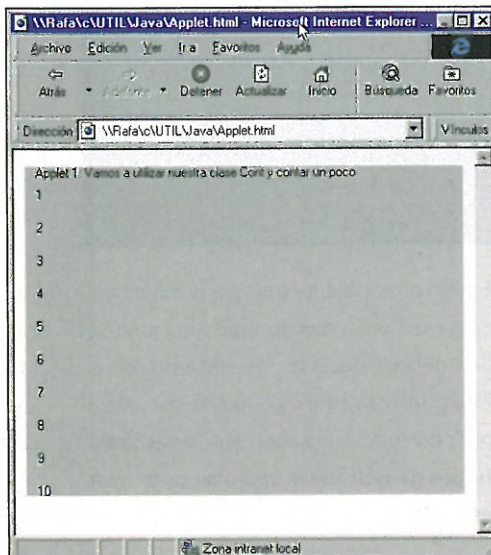 \\Rafa\c\UTIL\Java\Applet.html - Microsoft Internet Explorer ...
Archivo Edición Ver Ir a Favoritos Ayuda
Atrás Adelante Detener Actualizar Inicio Búsqueda Favoritos
Dirección \\Rafa\c\UTIL\Java\Applet.html Vínculos
Applet 1. Vamos a utilizar nuestra clase Cont y contar un poco
1
2
3
4
5
6
7
8
9
10
Zona intranet local